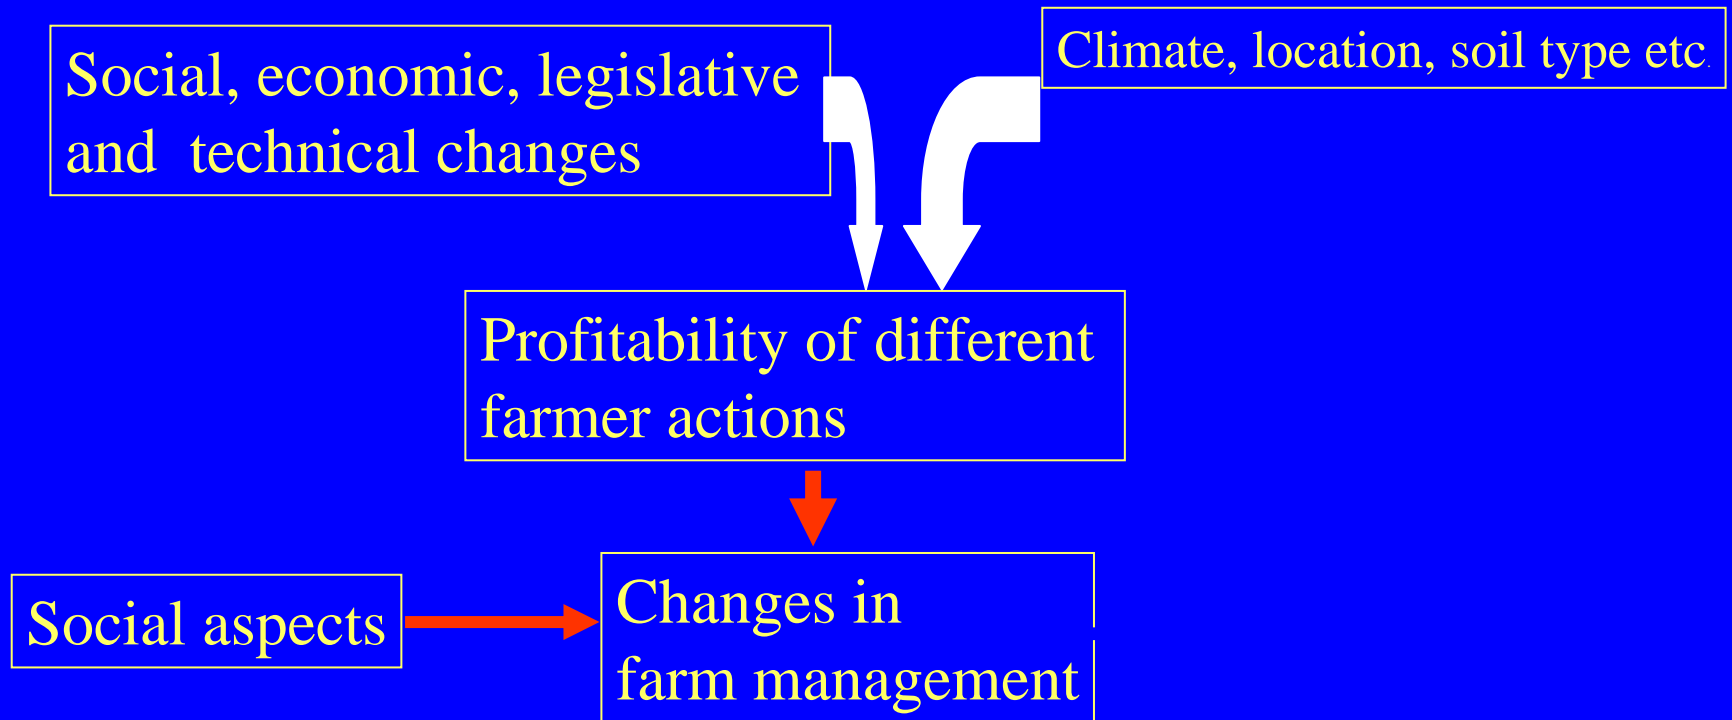 Social, economic, legislative
and  technical changes
Climate, location, soil type etc.
Profitability of different
farmer actions
Social aspects
Changes in
farm management